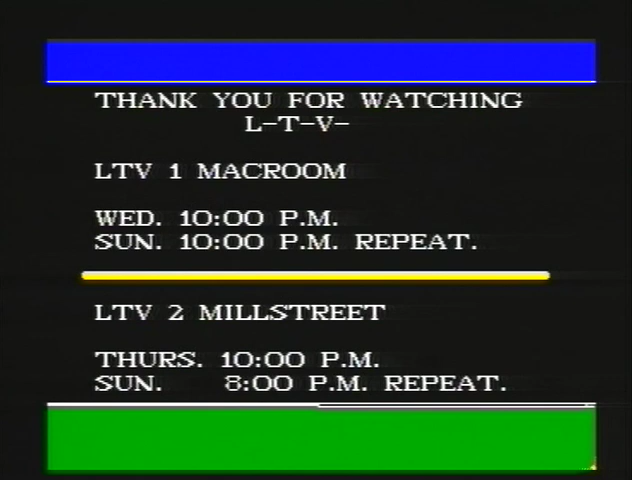 THANK YOU FOR WATCHING
L-T-V-
LTV 1 MACROOM
WED. 10:00 P.M.
SUN. 10:00 P.M. REPEAT.
LTV 2 MILLSTREET
THURS. 10:00 P.M.
SUN. 8:00 P.M. REPEAT.